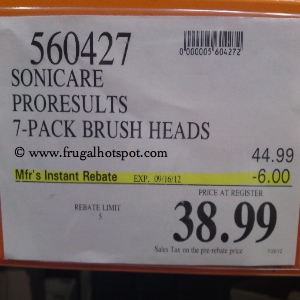 560427
0000005604272
SONICARE
PRORESULTS
7-PACK BRUSH HEADS
© www.frugalhotspot.com
44.99
Mfr's Instant Rebate EXP. 09/16/12 -6.00
PRICE AT REGISTER
REBATE LIMIT
5
38.99
Sales Tax on the pre-rebate price